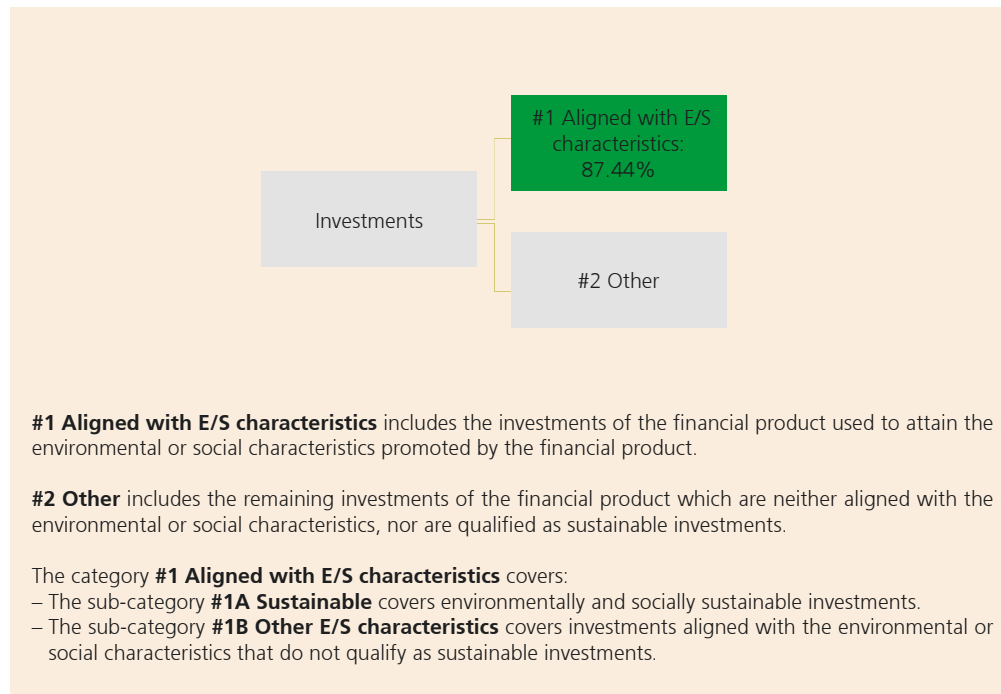 #1 Aligned with E/S
characteristics:
87.44%
Investments
#2 Other
#1 Aligned with E/S characteristics includes the investments of the financial product used to attain the
environmental or social characteristics promoted by the financial product.
#2 Other includes the remaining investments of the financial product which are neither aligned with the
environmental or social characteristics, nor are qualified as sustainable investments.
The category #1 Aligned with E/S characteristics covers:
– The sub-category #1A Sustainable covers environmentally and socially sustainable investments.
– The sub-category #1B Other E/S characteristics covers investments aligned with the environmental or
social characteristics that do not qualify as sustainable investments.